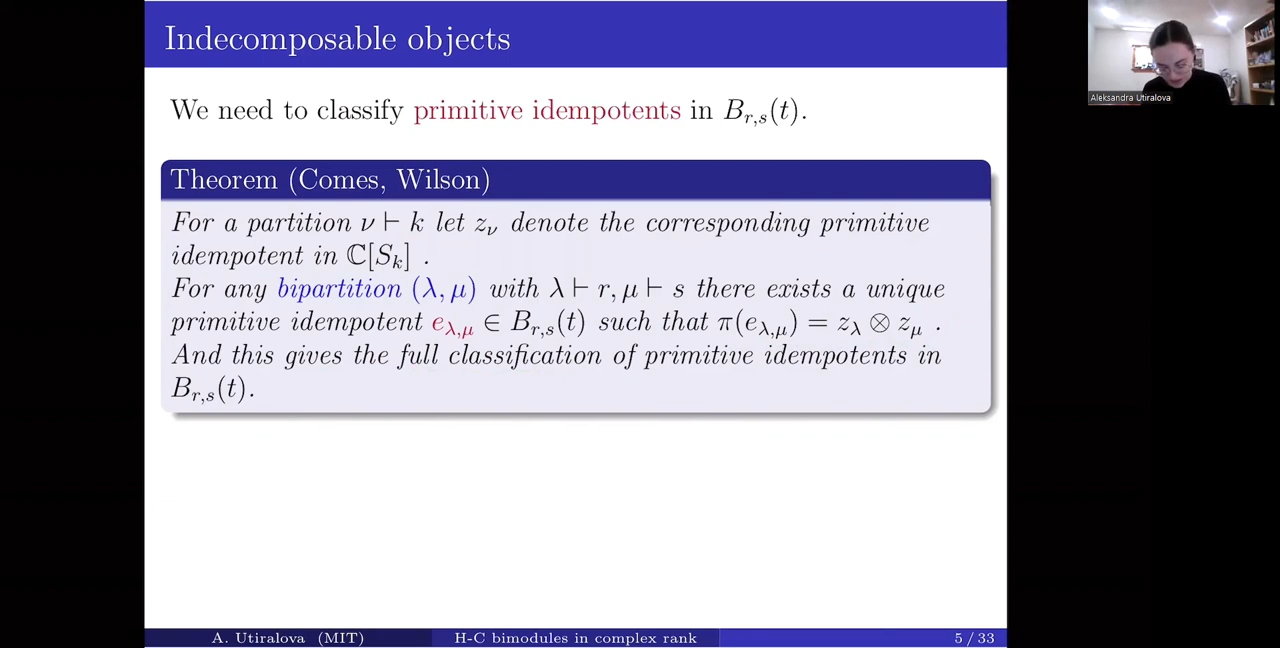 Indecomposable objects
We need to classify primitive idempotents in B_{r,s}(t).
Theorem (Comes, Wilson)
For a partition ν ⊢ k let z_ν denote the corresponding primitive
idempotent in ℂ[S_k] .
For any bipartition (λ, μ) with λ ⊢ r, μ ⊢ s there exists a unique
primitive idempotent e_{λ,μ} ∈ B_{r,s}(t) such that π(e_{λ,μ}) = z_λ ⊗ z_μ .
And this gives the full classification of primitive idempotents in
B_{r,s}(t).
A. Utiralova (MIT) H-C bimodules in complex rank 5 / 33
Aleksandra Utiralova